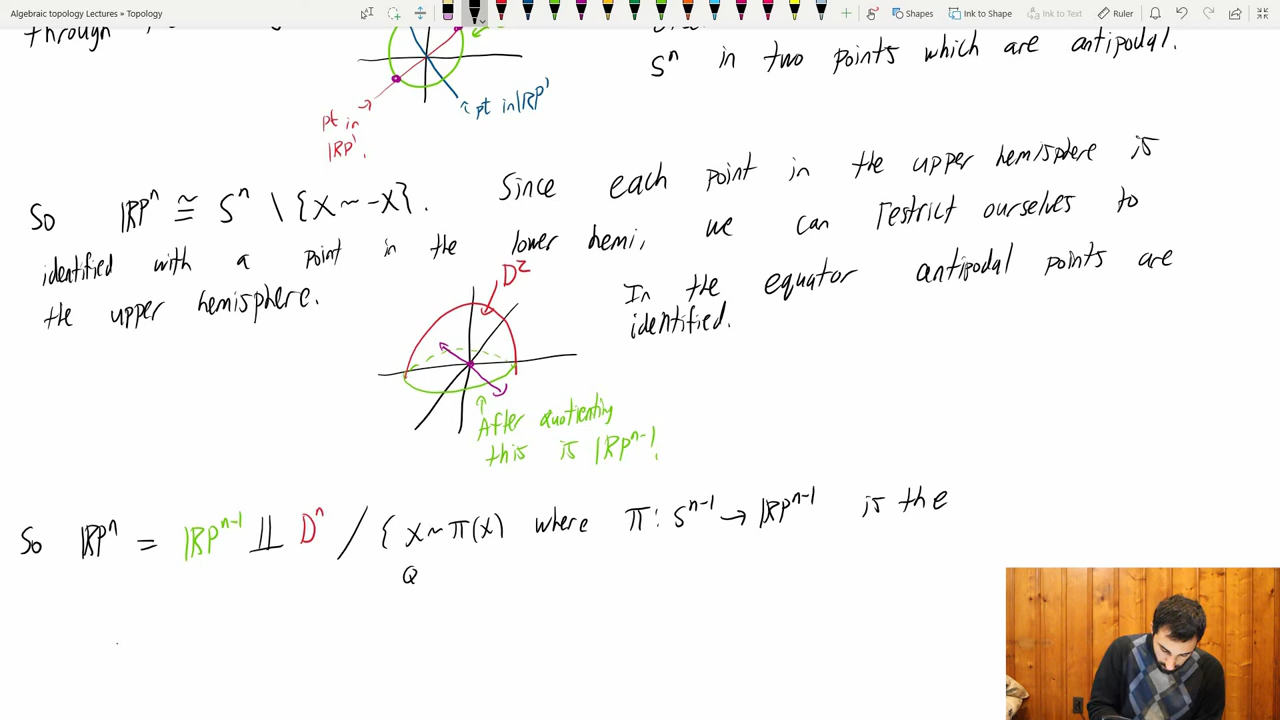 Algebraic topology Lectures » Topology
Shapes
Ink to Shape
Ink to Text
Ruler
through
S^n in two points which are antipodal.
pt in |RP^1
pt in
|RP^1.
So |RP^n ≅ S^n \ {x ~ -x}. Since each point in the upper hemisphere is
identified with a point in the lower hemi, we can restrict ourselves to
the upper hemisphere.
D^2
In the equator antipodal points are
identified.
After quotienting
this is |RP^{n-1}!
So |RP^n = |RP^{n-1} ∐ D^n / { x ~ π(x) where π: S^{n-1} → |RP^{n-1} is the
Q